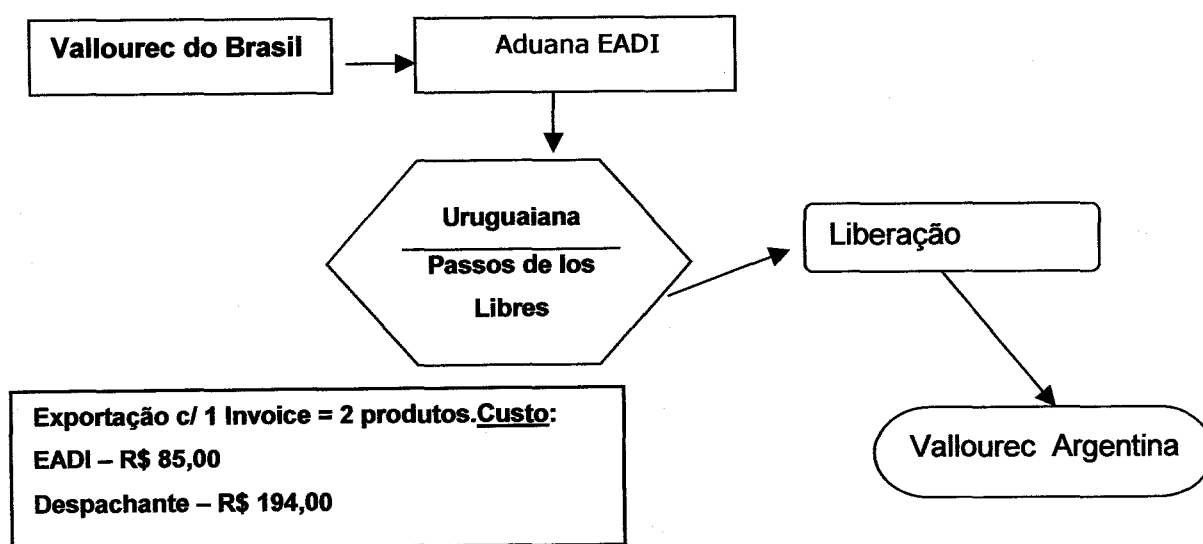 Vallourec do Brasil
Aduana EADI
Uruguaiana
Passos de los
Libres
Liberação
Vallourec Argentina
Exportação c/ 1 Invoice = 2 produtos.Custo:
EADI – R$ 85,00
Despachante – R$ 194,00